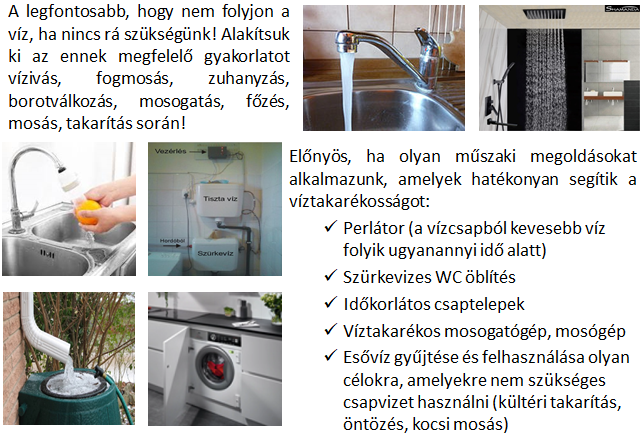 A legfontosabb, hogy nem folyjon a
víz, ha nincs rá szükségünk! Alakítsuk
ki az ennek megfelelő gyakorlatot
vízivás, fogmosás, zuhanyzás,
borotválkozás, mosogatás, főzés,
mosás, takarítás során!
SHAMANDA
Vezérlés
Tiszta víz
Hordóból
Szürkevíz
Előnyös, ha olyan műszaki megoldásokat
alkalmazunk, amelyek hatékonyan segítik a
víztakarékosságot:
✓ Perlátor (a vízcsapból kevesebb víz
folyik ugyanannyi idő alatt)
✓ Szürkevizes WC öblítés
✓ Időkorlátos csaptelepek
✓ Víztakarékos mosogatógép, mosógép
✓ Esővíz gyűjtése és felhasználása olyan
célokra, amelyekre nem szükséges
csapvizet használni (kültéri takarítás,
öntözés, kocsi mosás)